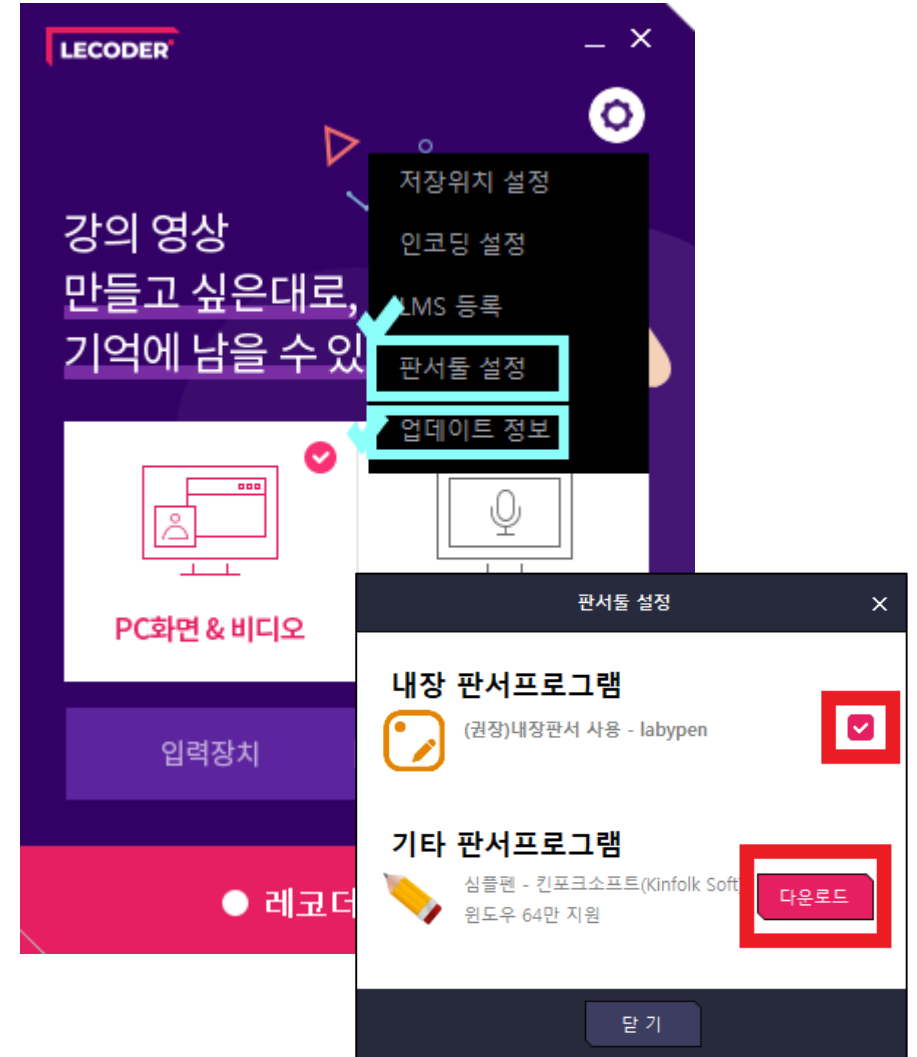 LECODER
저장위치 설정
인코딩 설정
LMS 등록
판서툴 설정
업데이트 정보
강의 영상
만들고 싶은대로,
기억에 남을 수 있
PC화면 & 비디오
입력장치
● 레코더
판서툴 설정
내장 판서프로그램
(권장)내장판서 사용 - labypen
기타 판서프로그램
심플펜 - 킨포크소프트(Kinfolk Soft)
윈도우 64만 지원
다운로드
닫 기